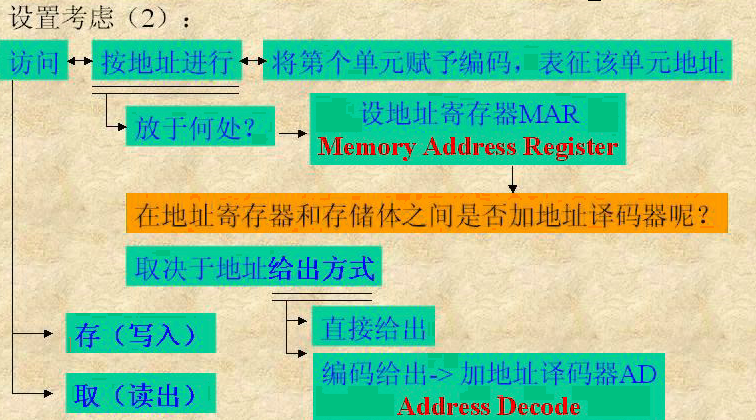 设置考虑（2）：
访问 按地址进行 将第个单元赋予编码，表征该单元地址
放于何处？ 设地址寄存器MAR
Memory Address Register
在地址寄存器和存储体之间是否加地址译码器呢？
取决于地址给出方式
直接给出
存（写入）
编码给出-> 加地址译码器AD
Address Decode
取（读出）